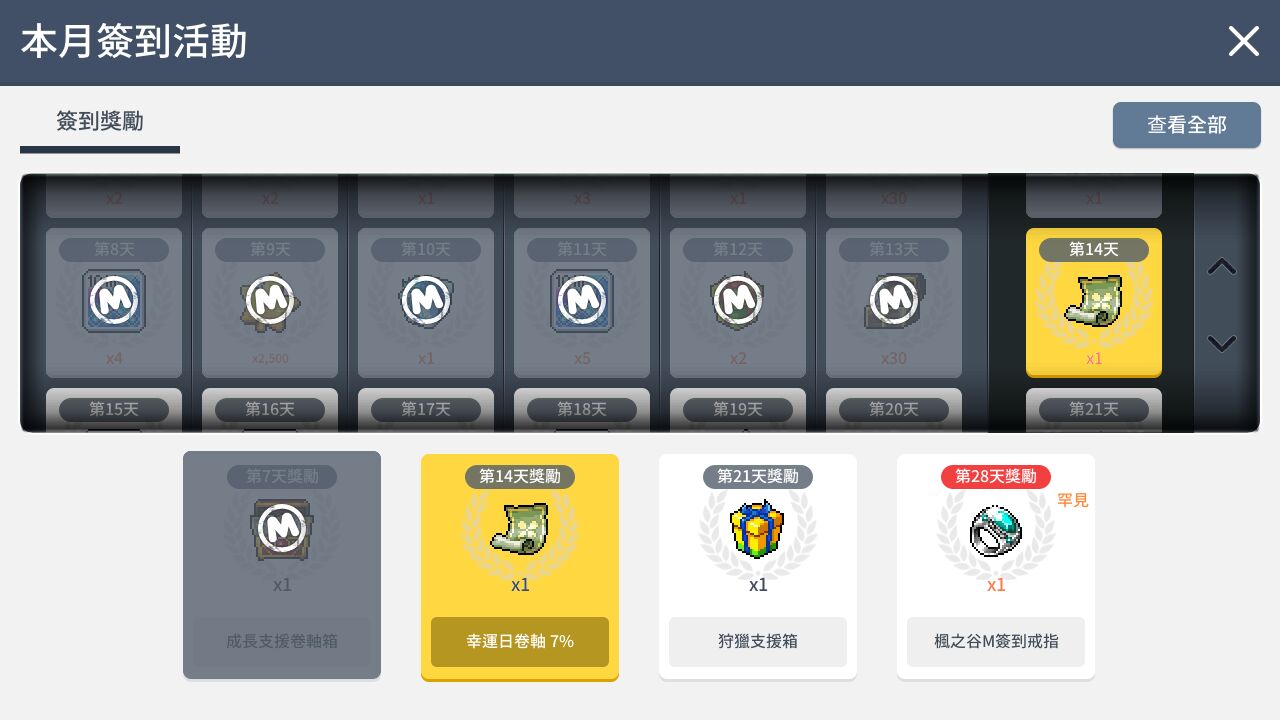 本月簽到活動
簽到獎勵
查看全部
x2 x2 x1 x3 x1 x30 x1
第8天 第9天 第10天 第11天 第12天 第13天 第14天
x4 x2,500 x1 x5 x2 x30 x1
第15天 第16天 第17天 第18天 第19天 第20天 第21天
第7天獎勵 第14天獎勵 第21天獎勵 第28天獎勵
罕見
x1 x1 x1 x1
成長支援卷軸箱 幸運日卷軸 7% 狩獵支援箱 楓之谷M簽到戒指